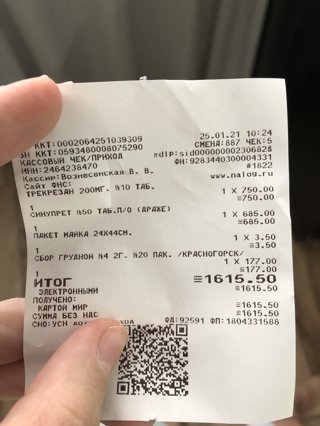 ККТ:0002064251039309 25.01.21 10:24
ЗН ККТ:0593480008075290 СМЕНА:887 ЧЕК:5
КАССОВЫЙ ЧЕК/ПРИХОД
ИНН:2464238470 ФН:9283440300004331
Кассир:Вознесенская В. В. #1822
Сайт ФНС: www.nalog.ru
ТРЕКРЕЗАН 200МГ. N10 ТАБ.
1 X 750.00
1 ≡750.00
СИНУПРЕТ N50 ТАБ.П/О (ДРАЖЕ)
1 X 685.00
1 ≡685.00
ПАКЕТ МАЙКА 24Х44СМ.
1 X 3.50
1 ≡3.50
СБОР ГРУДНОЙ N4 2Г. N20 ПАК. /КРАСНОГОРСК/
1 X 177.00
1 ≡177.00
ИТОГ ≡1615.50
ЭЛЕКТРОННЫМИ ≡1615.50
ПОЛУЧЕНО:
КАРТОЙ МИР ≡1615.50
СУММА БЕЗ НДС ≡1615.50
СНО:УСН ФД:92591 ФП:1804331588